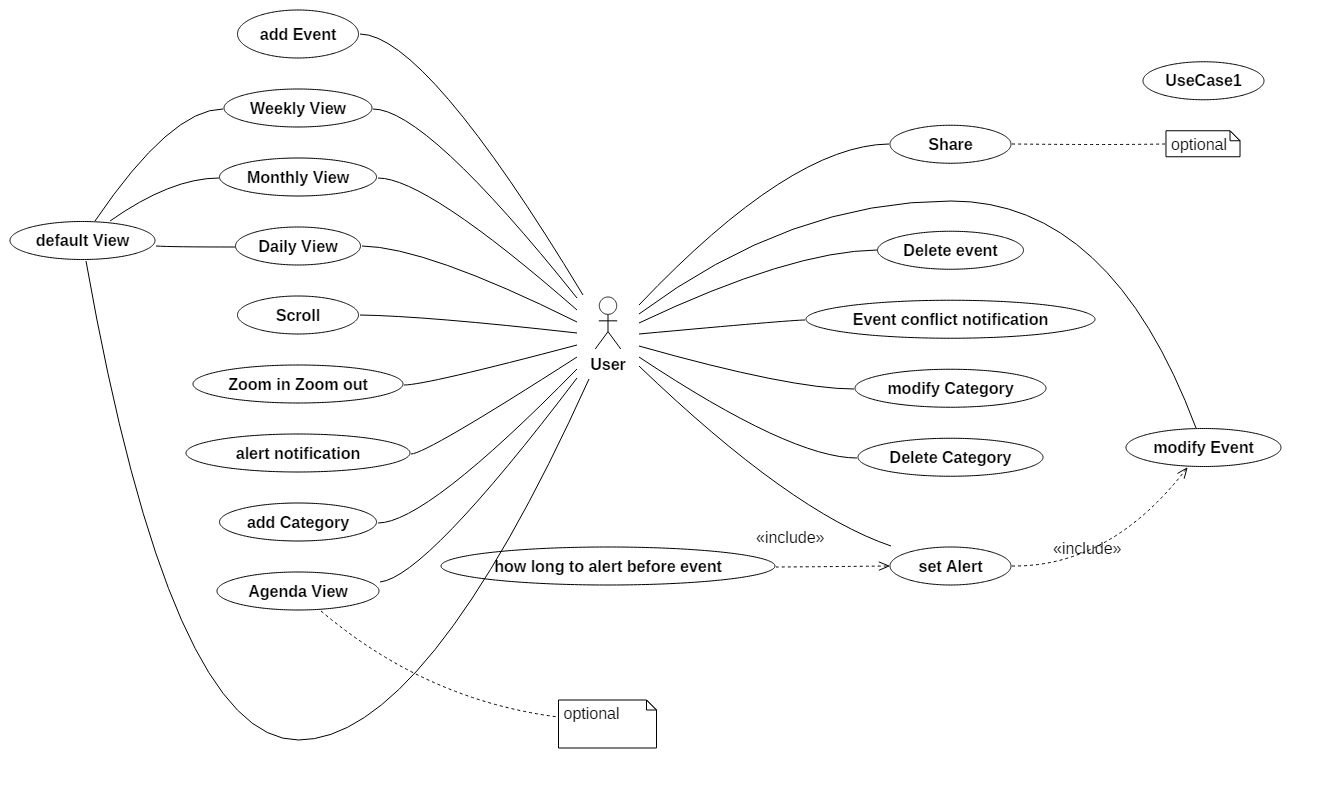 add Event
UseCase1
Weekly View
Share
optional
Monthly View
default View
Daily View
Delete event
Scroll
Event conflict notification
User
Zoom in Zoom out
modify Category
alert notification
Delete Category
modify Event
add Category
«include»
«include»
how long to alert before event
set Alert
Agenda View
optional